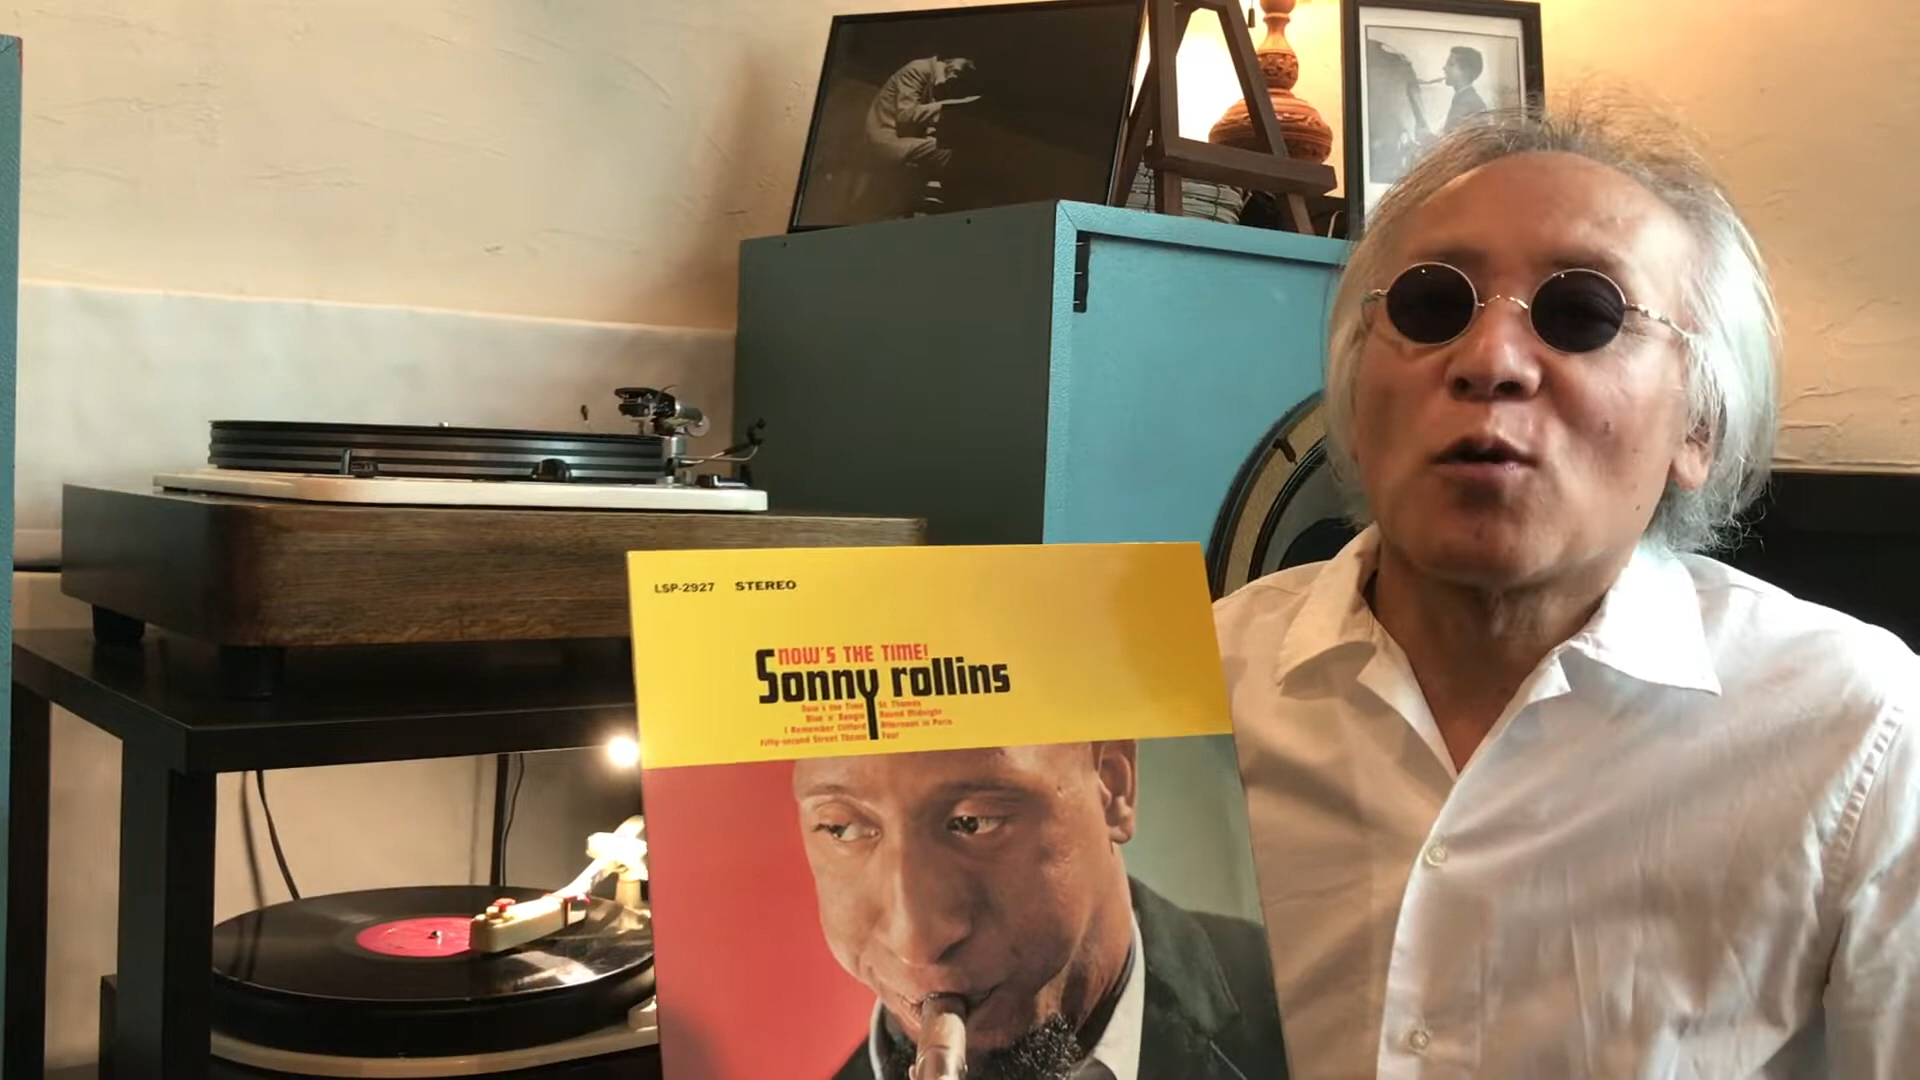 LSP-2927 STEREO
NOW'S THE TIME!
Sonny rollins
Now's the Time St. Thomas
Blue 'n' Boogie Round Midnight
I Remember Clifford Afternoon in Paris
Fifty-second Street Theme Four